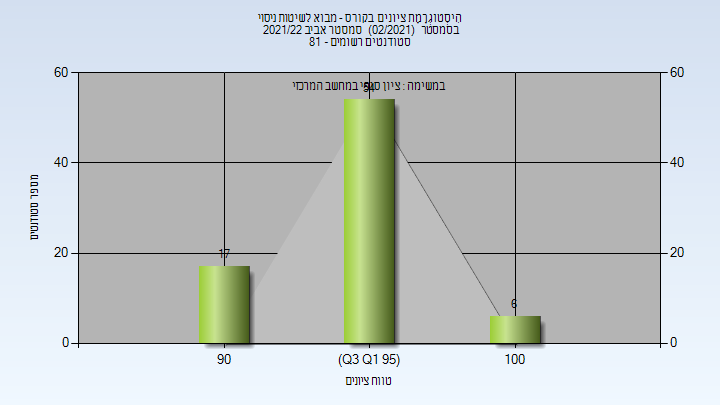 היסטוגרמת ציונים בקורס - מבוא לשיטות ניסוי
בסמסטר (02/2021) סמסטר אביב 2021/22
סטודנטים רשומים - 81
במשימה : ציון סופי במחשב המרכזי
60
60
54
40
40
מספר סטודנטים
20
20
17
6
0
0
90
(Q3 Q1 95)
100
טווח ציונים